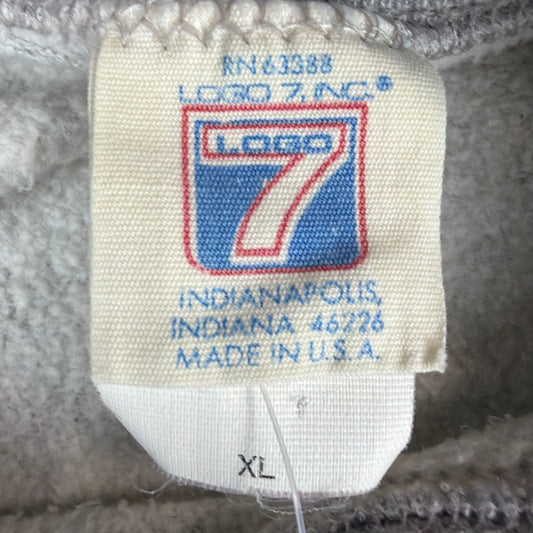 RN 63388
LOGO 7, INC.®
LOGO
7
INDIANAPOLIS,
INDIANA 46226
MADE IN U.S.A.
XL